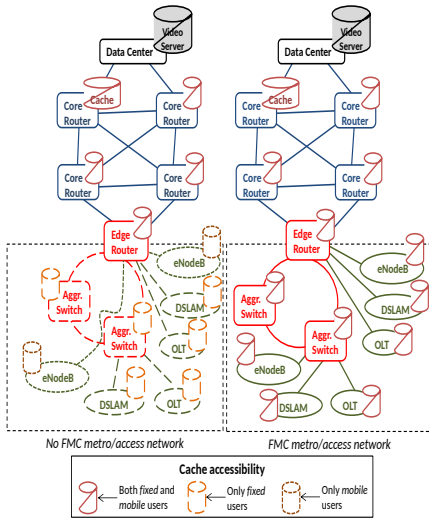 Video
Server
Data Center
Cache
Core
Router
Core
Router
Core
Router
Core
Router
Edge
Router
eNodeB
Aggr.
Switch
DSLAM
Aggr.
Switch
OLT
eNodeB
DSLAM
OLT
No FMC metro/access network
Video
Server
Data Center
Cache
Core
Router
Core
Router
Core
Router
Core
Router
Edge
Router
eNodeB
Aggr.
Switch
DSLAM
Aggr.
Switch
OLT
eNodeB
DSLAM
OLT
FMC metro/access network
Cache accessibility
Both fixed and
mobile users
Only fixed
users
Only mobile
users